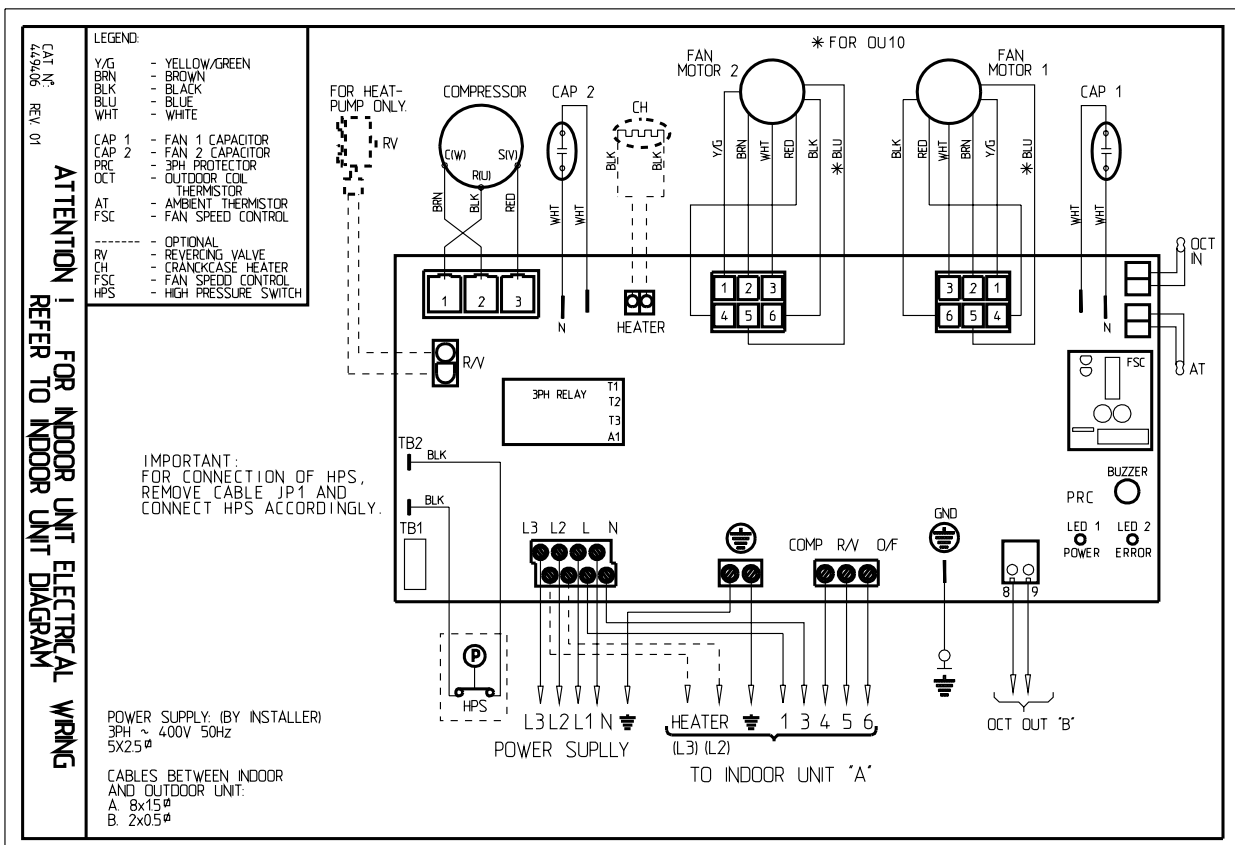 CAT N°: 449406 REV. 01
ATTENTION ! FOR INDOOR UNIT ELECTRICAL WIRING
REFER TO INDOOR UNIT DIAGRAM
LEGEND:
Y/G - YELLOW/GREEN
BRN - BROWN
BLK - BLACK
BLU - BLUE
WHT - WHITE
CAP 1 - FAN 1 CAPACITOR
CAP 2 - FAN 2 CAPACITOR
PRC - 3PH PROTECTOR
OCT - OUTDOOR COIL
THERMISTOR
AT - AMBIENT THERMISTOR
FSC - FAN SPEED CONTROL
------- - OPTIONAL
RV - REVERCING VALVE
CH - CRANCKCASE HEATER
FSC - FAN SPEDD CONTROL
HPS - HIGH PRESSURE SWITCH
FOR HEAT-
PUMP ONLY.
RV
COMPRESSOR
C(W)
S(V)
R(U)
BRN
BLK
RED
CAP 2
WHT
WHT
CH
BLK
BLK
* FOR OU10
FAN
MOTOR 2
Y/G
BRN
WHT
RED
BLK
BLU
*
FAN
MOTOR 1
BLK
RED
WHT
BRN
Y/G
BLU
*
CAP 1
WHT
WHT
OCT
IN
1 2 3
N
HEATER
1 2 3
4 5 6
3 2 1
6 5 4
N
AT
R/V
3PH RELAY
T1
T2
T3
A1
FSC
IMPORTANT:
FOR CONNECTION OF HPS,
REMOVE CABLE JP1 AND
CONNECT HPS ACCORDINGLY.
TB2
BLK
BLK
TB1
BUZZER
PRC
LED 1
POWER
LED 2
ERROR
L3 L2 L N
COMP R/V O/F
GND
8 9
P
HPS
L3 L2 L1 N
POWER SUPLLY
HEATER
(L3) (L2)
1 3 4 5 6
TO INDOOR UNIT "A"
OCT OUT "B"
POWER SUPPLY: (BY INSTALLER)
3PH ~ 400V 50Hz
5X2.5⌀
CABLES BETWEEN INDOOR
AND OUTDOOR UNIT:
A. 8x1.5⌀
B. 2x0.5⌀